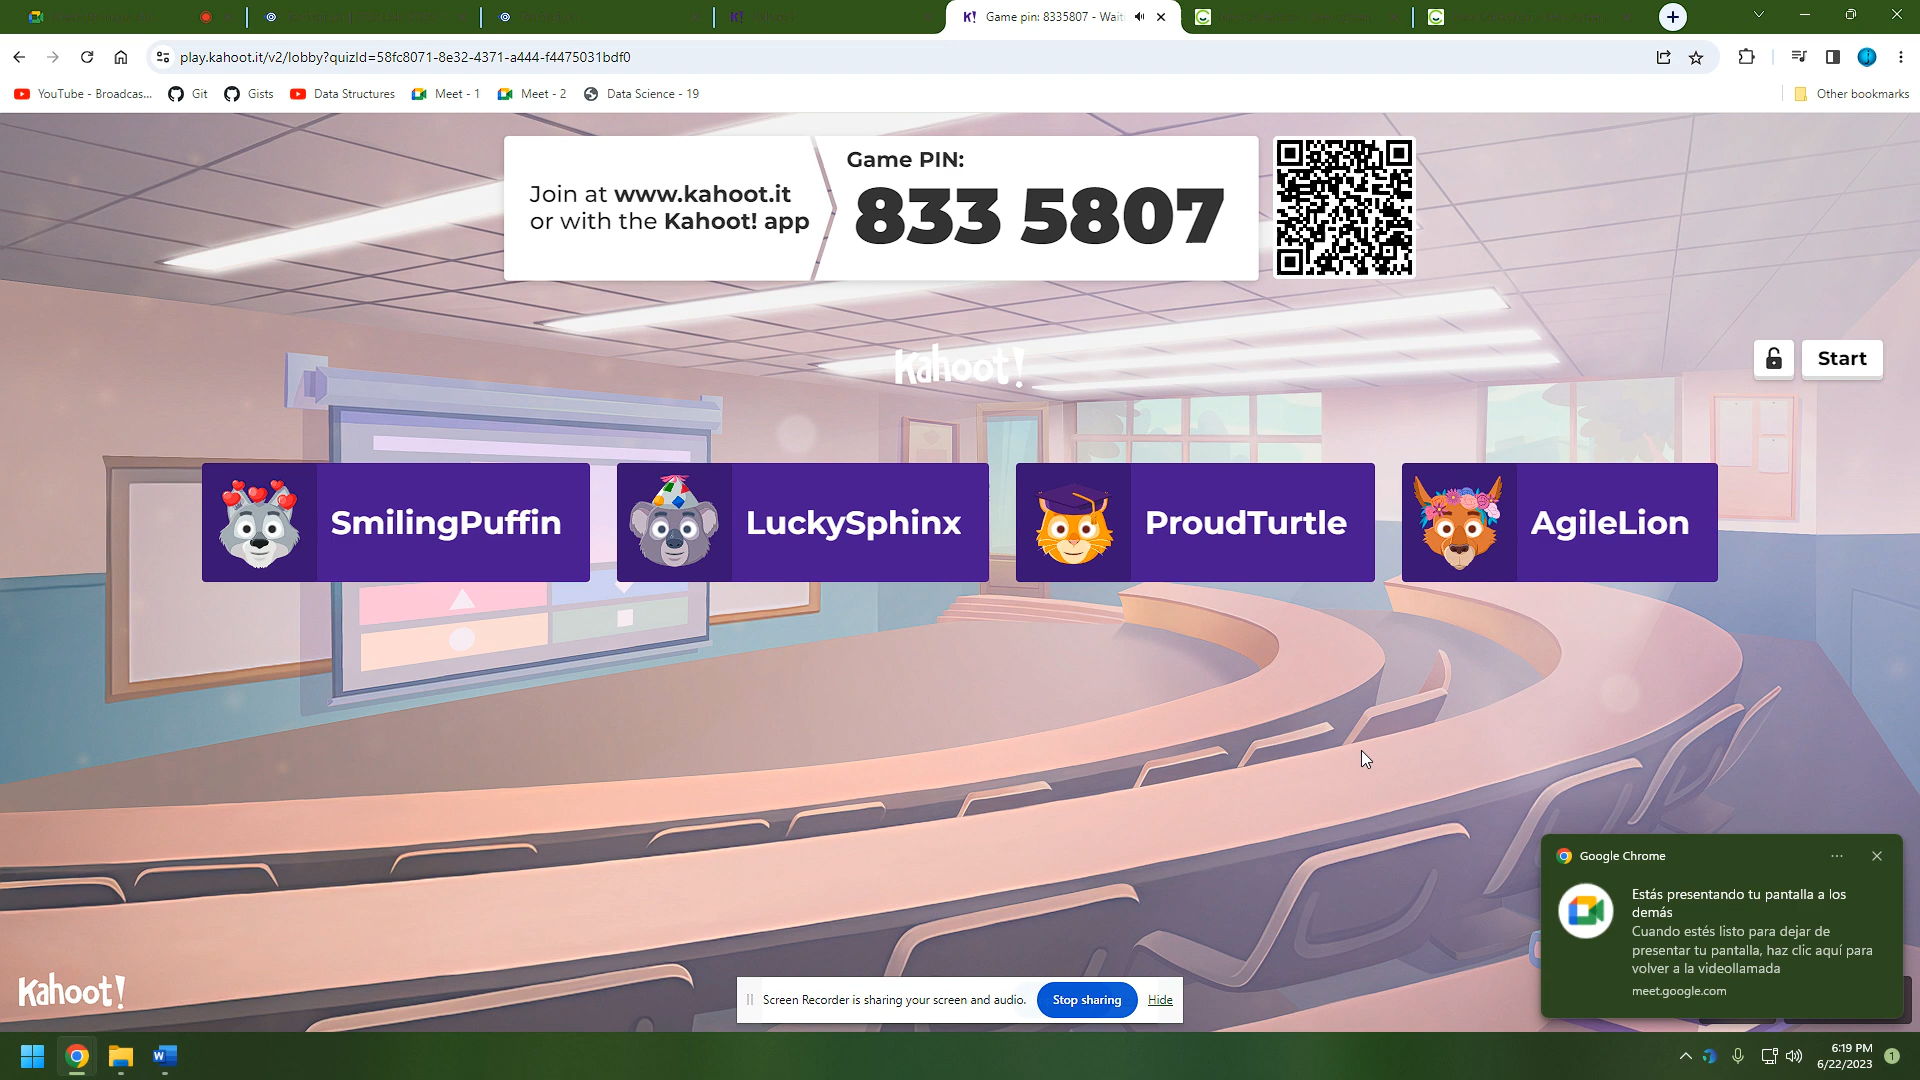 Game pin: 8335807 - Wait
play.kahoot.it/v2/lobby?quizId=58fc8071-8e32-4371-a444-f4475031bdf0
YouTube - Broadcas... Git Gists Data Structures Meet - 1 Meet - 2 Data Science - 19 Other bookmarks
Join at www.kahoot.it
or with the Kahoot! app
Game PIN:
833 5807
Kahoot!
Start
SmilingPuffin
LuckySphinx
ProudTurtle
AgileLion
Google Chrome
Estás presentando tu pantalla a los
demás
Cuando estés listo para dejar de
presentar tu pantalla, haz clic aquí para
volver a la videollamada
meet.google.com
Kahoot!
Screen Recorder is sharing your screen and audio. Stop sharing Hide
6:19 PM
6/22/2023
1